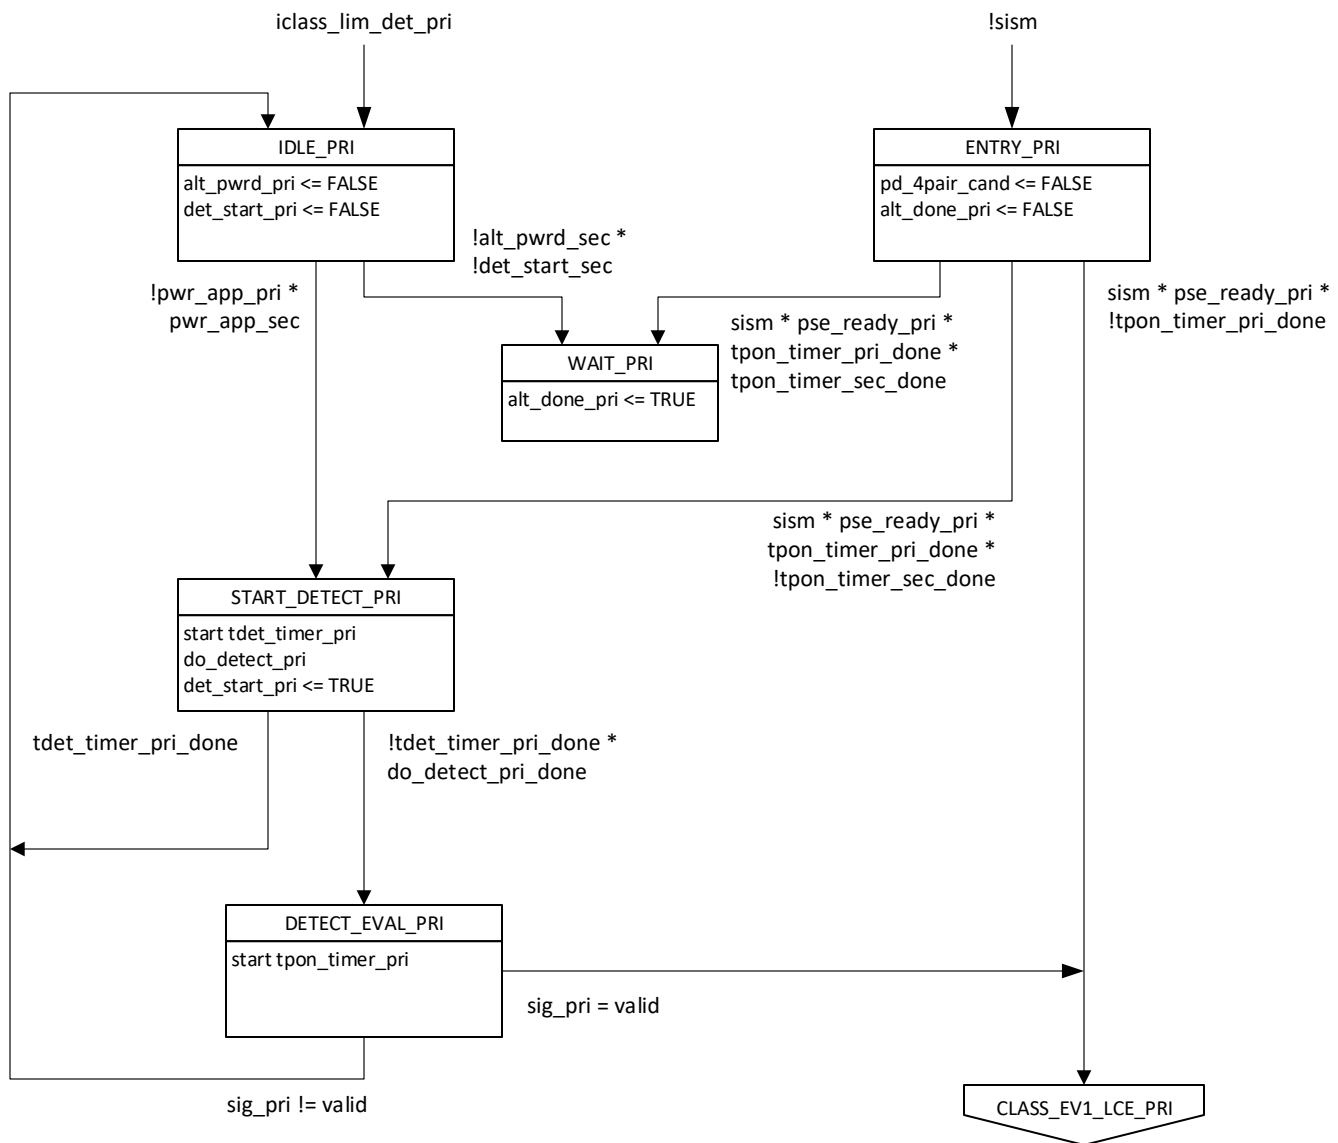 iclass_lim_det_pri
!sism
IDLE_PRI
alt_pwrd_pri <= FALSE
det_start_pri <= FALSE
ENTRY_PRI
pd_4pair_cand <= FALSE
alt_done_pri <= FALSE
!alt_pwrd_sec *
!det_start_sec
!pwr_app_pri *
pwr_app_sec
sism * pse_ready_pri *
!tpon_timer_pri_done
sism * pse_ready_pri *
tpon_timer_pri_done *
tpon_timer_sec_done
WAIT_PRI
alt_done_pri <= TRUE
sism * pse_ready_pri *
tpon_timer_pri_done *
!tpon_timer_sec_done
START_DETECT_PRI
start tdet_timer_pri
do_detect_pri
det_start_pri <= TRUE
tdet_timer_pri_done
!tdet_timer_pri_done *
do_detect_pri_done
DETECT_EVAL_PRI
start tpon_timer_pri
sig_pri = valid
sig_pri != valid
CLASS_EV1_LCE_PRI